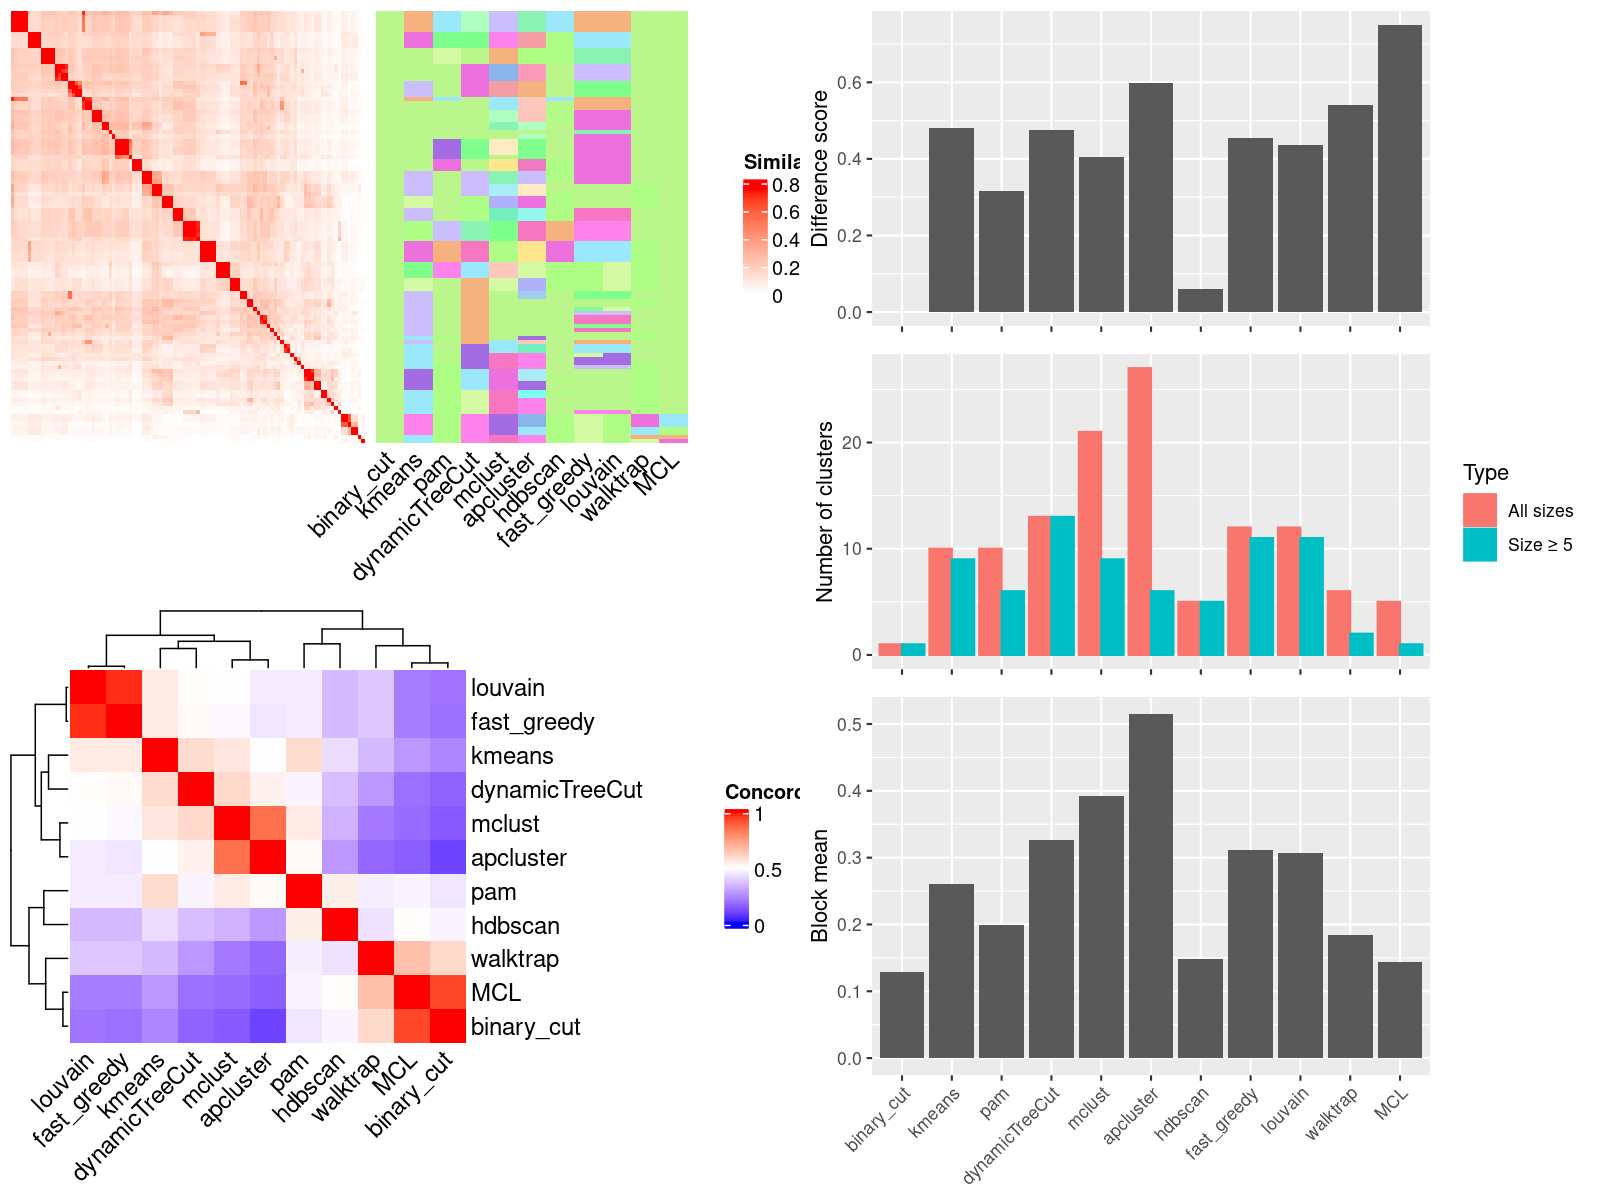 Simila
0.8
0.6
0.4
0.2
0
binary_cut
kmeans
pam
dynamicTreeCut
mclust
apcluster
hdbscan
fast_greedy
louvain
walktrap
MCL
louvain
fast_greedy
kmeans
dynamicTreeCut
mclust
apcluster
pam
hdbscan
walktrap
MCL
binary_cut
louvain
fast_greedy
kmeans
dynamicTreeCut
mclust
apcluster
pam
hdbscan
walktrap
MCL
binary_cut
Concord
1
0.5
0
Difference score
0.6
0.4
0.2
0.0
Number of clusters
20
10
0
Type
All sizes
Size ≥ 5
Block mean
0.5
0.4
0.3
0.2
0.1
0.0
binary_cut
kmeans
pam
dynamicTreeCut
mclust
apcluster
hdbscan
fast_greedy
louvain
walktrap
MCL